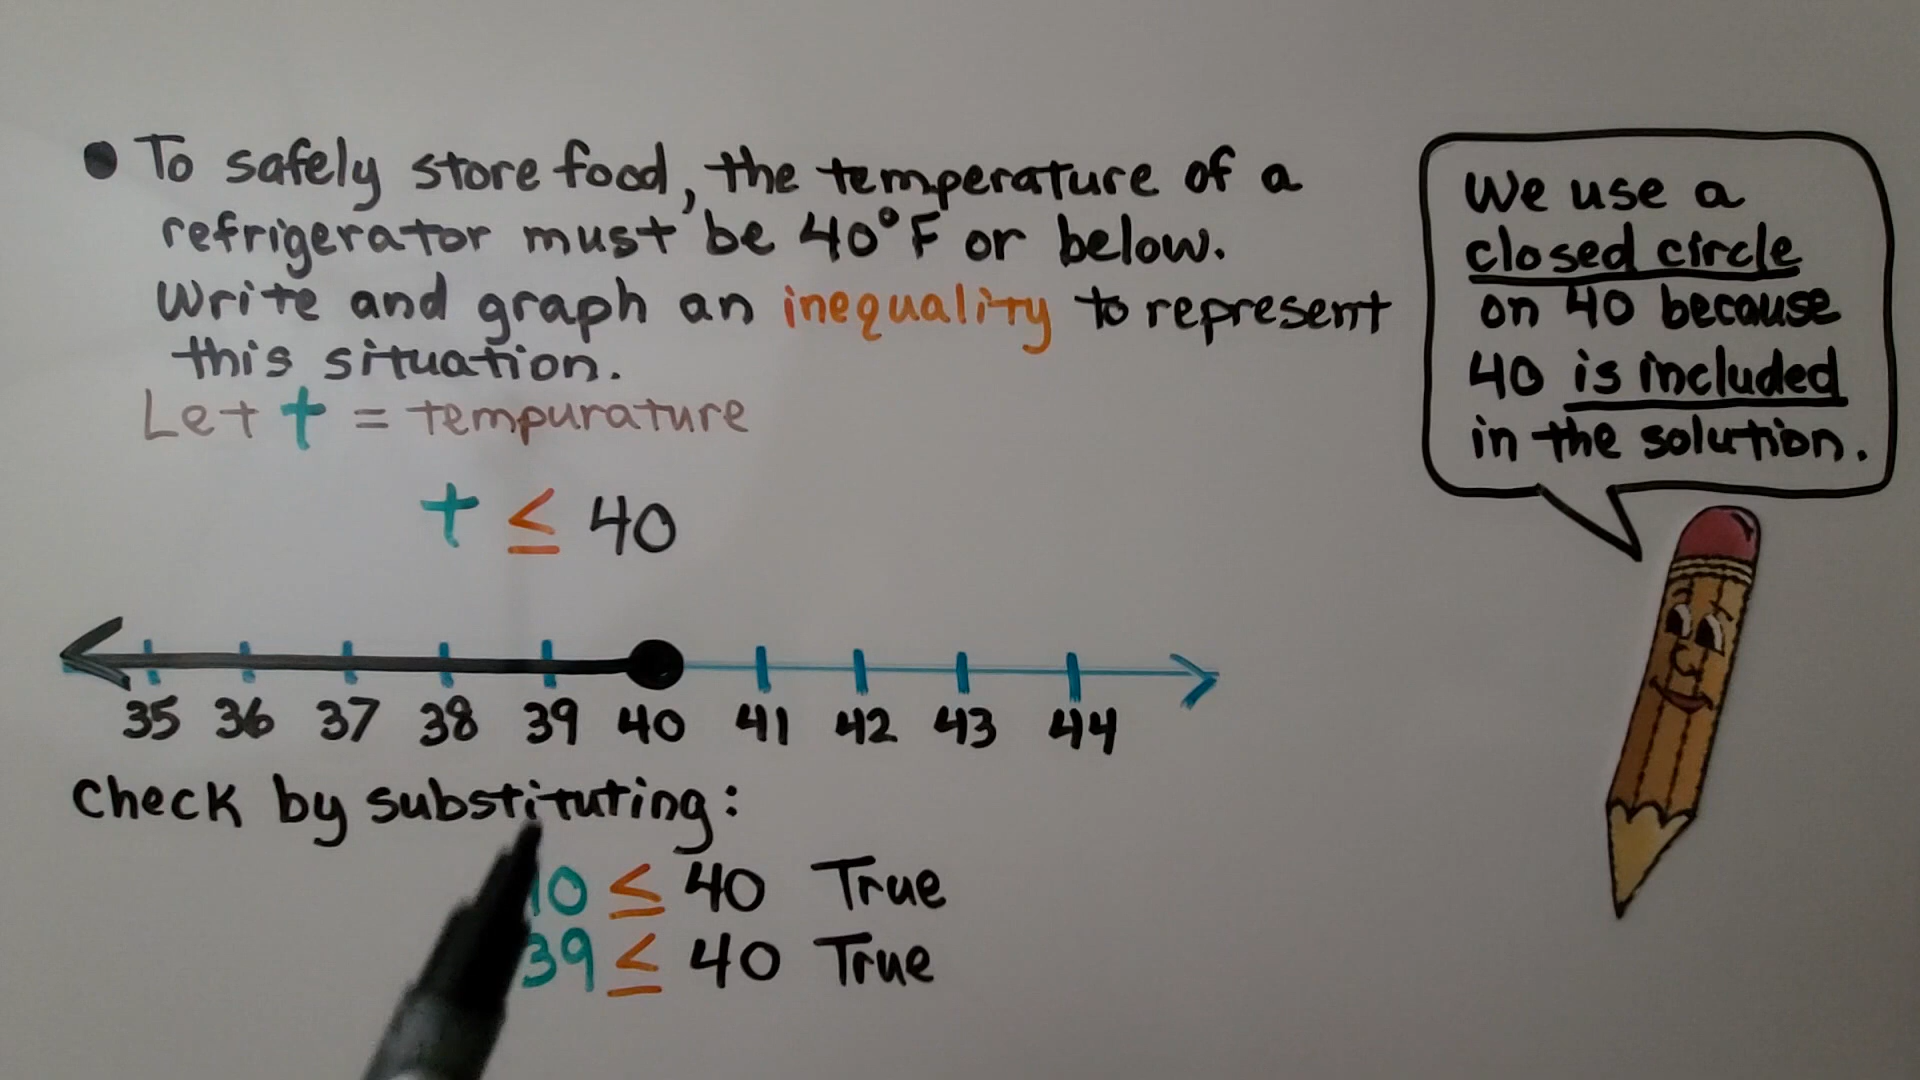 • To safely store food, the temperature of a
refrigerator must be 40°F or below.
Write and graph an inequality to represent
this situation.
Let t = tempurature
t ≤ 40
35 36 37 38 39 40 41 42 43 44
Check by substituting:
0 ≤ 40 True
39 ≤ 40 True
We use a
closed circle
on 40 because
40 is included
in the solution.